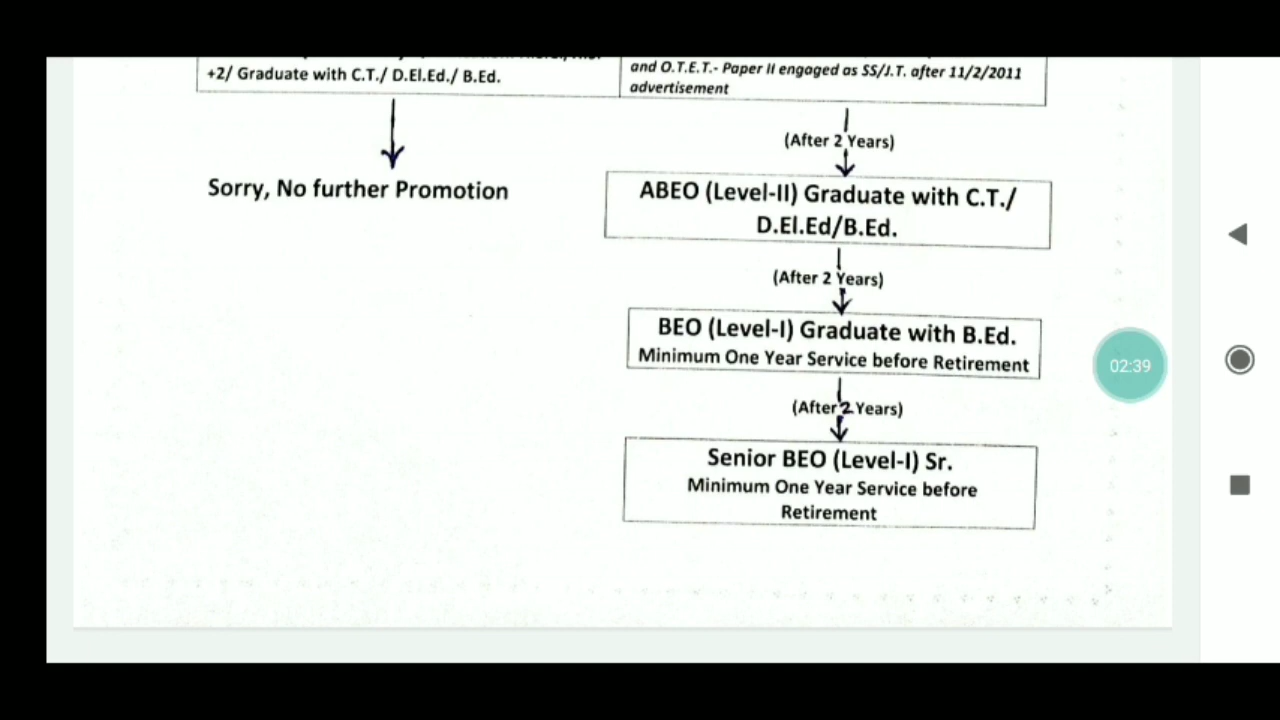 +2/ Graduate with C.T./ D.El.Ed./ B.Ed.
and O.T.E.T.- Paper II engaged as SS/J.T. after 11/2/2011
advertisement
(After 2 Years)
Sorry, No further Promotion
ABEO (Level-II) Graduate with C.T./
D.El.Ed/B.Ed.
(After 2 Years)
BEO (Level-I) Graduate with B.Ed.
Minimum One Year Service before Retirement
02:39
(After 2 Years)
Senior BEO (Level-I) Sr.
Minimum One Year Service before
Retirement